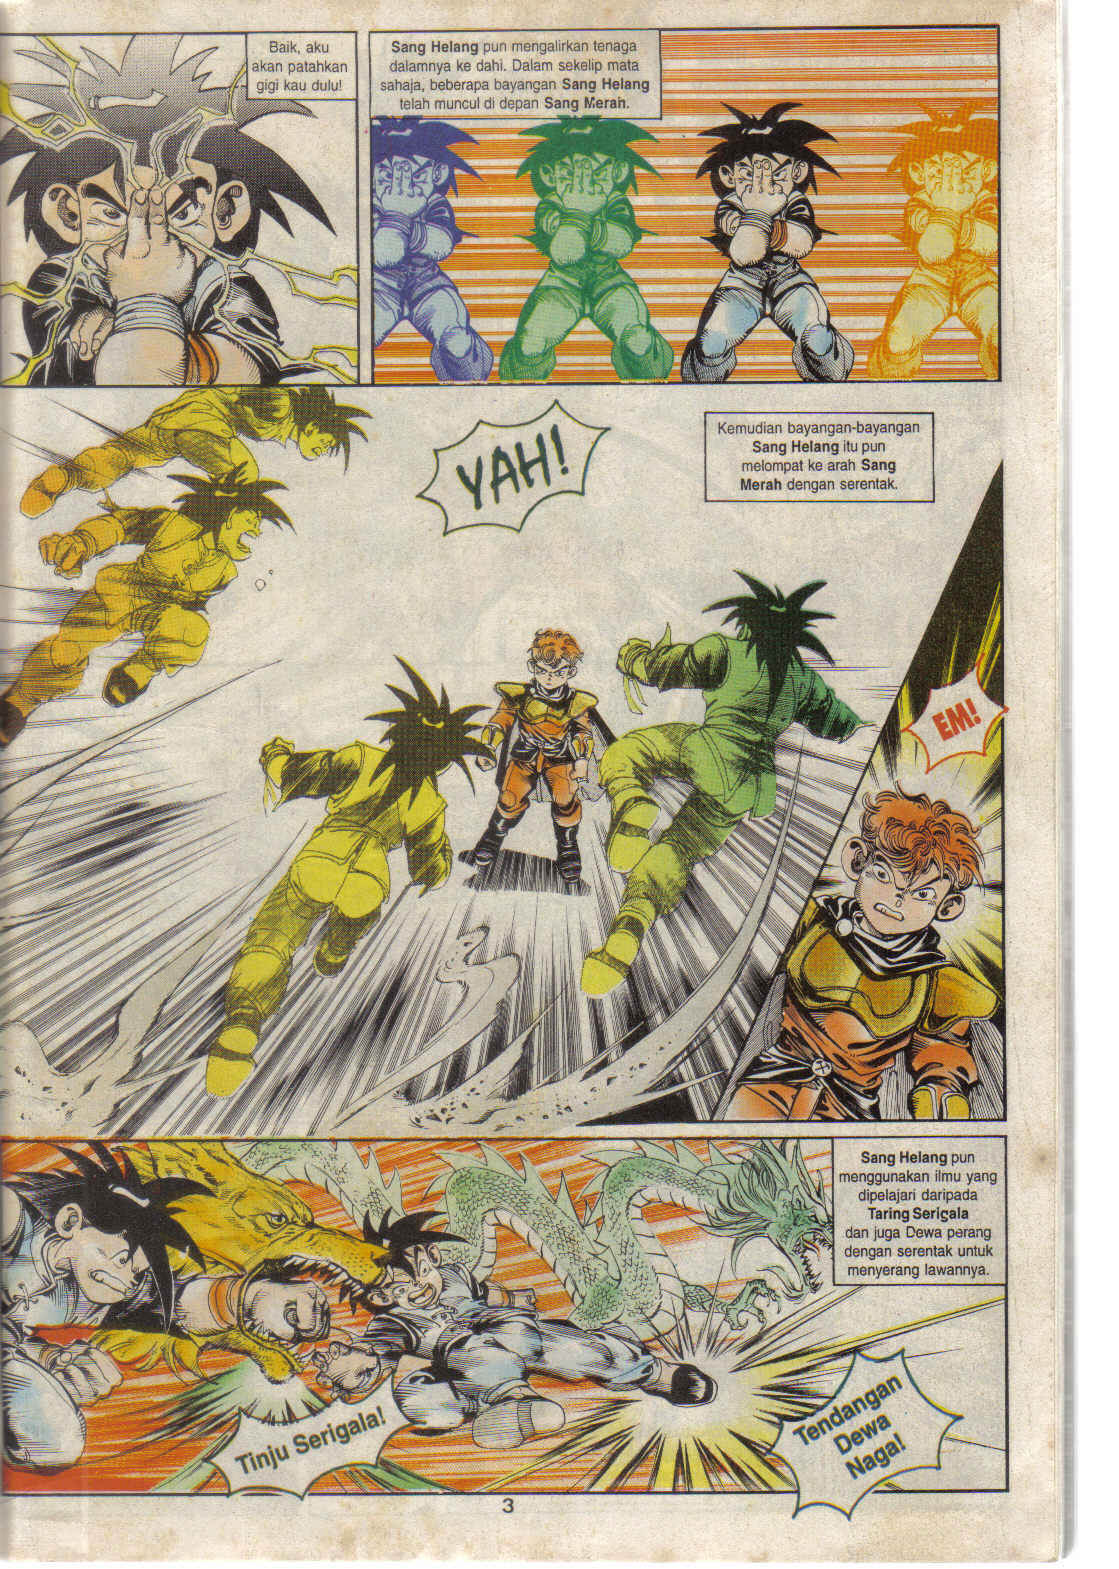 Baik, aku
akan patahkan
gigi kau dulu!
Sang Helang pun mengalirkan tenaga
dalamnya ke dahi. Dalam sekelip mata
sahaja, beberapa bayangan Sang Helang
telah muncul di depan Sang Merah.
YAH!
Kemudian bayangan-bayangan
Sang Helang itu pun
melompat ke arah Sang
Merah dengan serentak.
EM!
Sang Helang pun
menggunakan ilmu yang
dipelajari daripada
Taring Serigala
dan juga Dewa perang
dengan serentak untuk
menyerang lawannya.
Tinju Serigala!
Tendangan
Dewa
Naga!
3